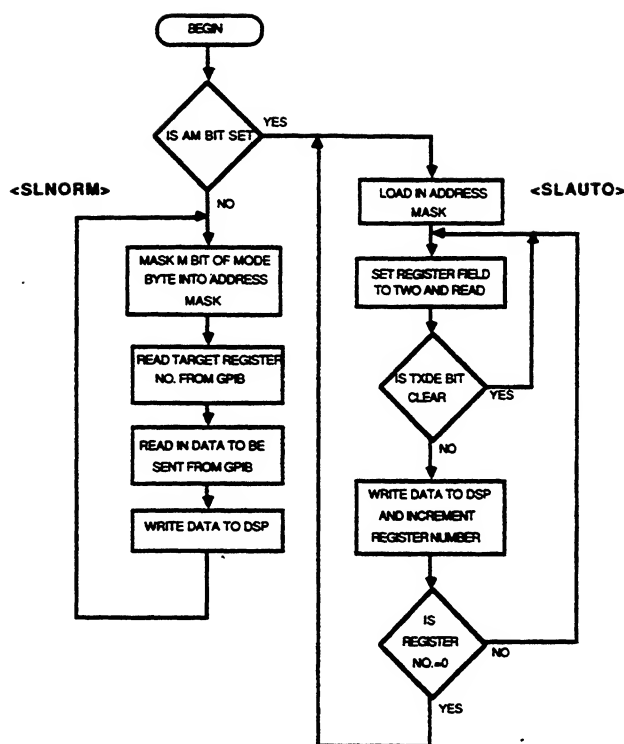 BEGIN
IS AM BIT SET
YES
NO
<SLNORM>
MASK M BIT OF MODE
BYTE INTO ADDRESS
MASK
READ TARGET REGISTER
NO. FROM GPIB
READ IN DATA TO BE
SENT FROM GPIB
WRITE DATA TO DSP
<SLAUTO>
LOAD IN ADDRESS
MASK
SET REGISTER FIELD
TO TWO AND READ
IS TXDE BIT
CLEAR
YES
NO
WRITE DATA TO DSP
AND INCREMENT
REGISTER NUMBER
IS
REGISTER
NO.=0
NO
YES